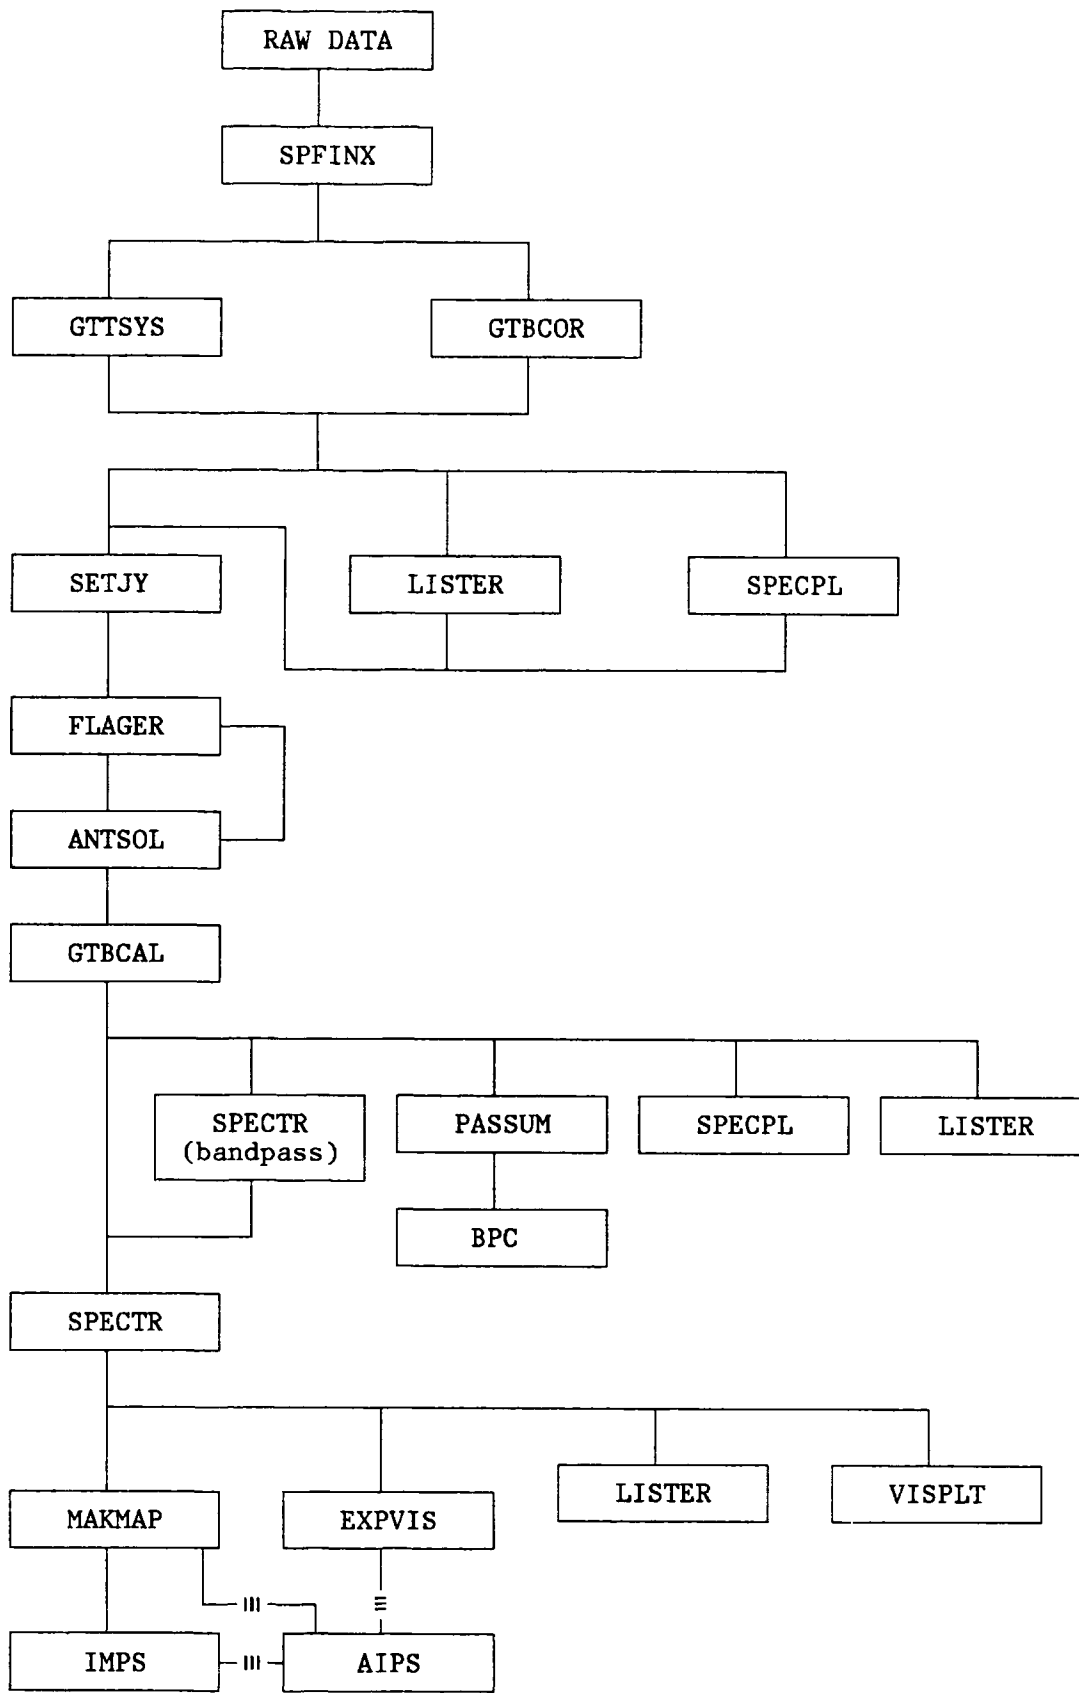 RAW DATA
SPFINX
GTTSYS
GTBCOR
SETJY
LISTER
SPECPL
FLAGER
ANTSOL
GTBCAL
SPECTR
(bandpass)
PASSUM
SPECPL
LISTER
BPC
SPECTR
MAKMAP
EXPVIS
LISTER
VISPLT
IMPS
AIPS